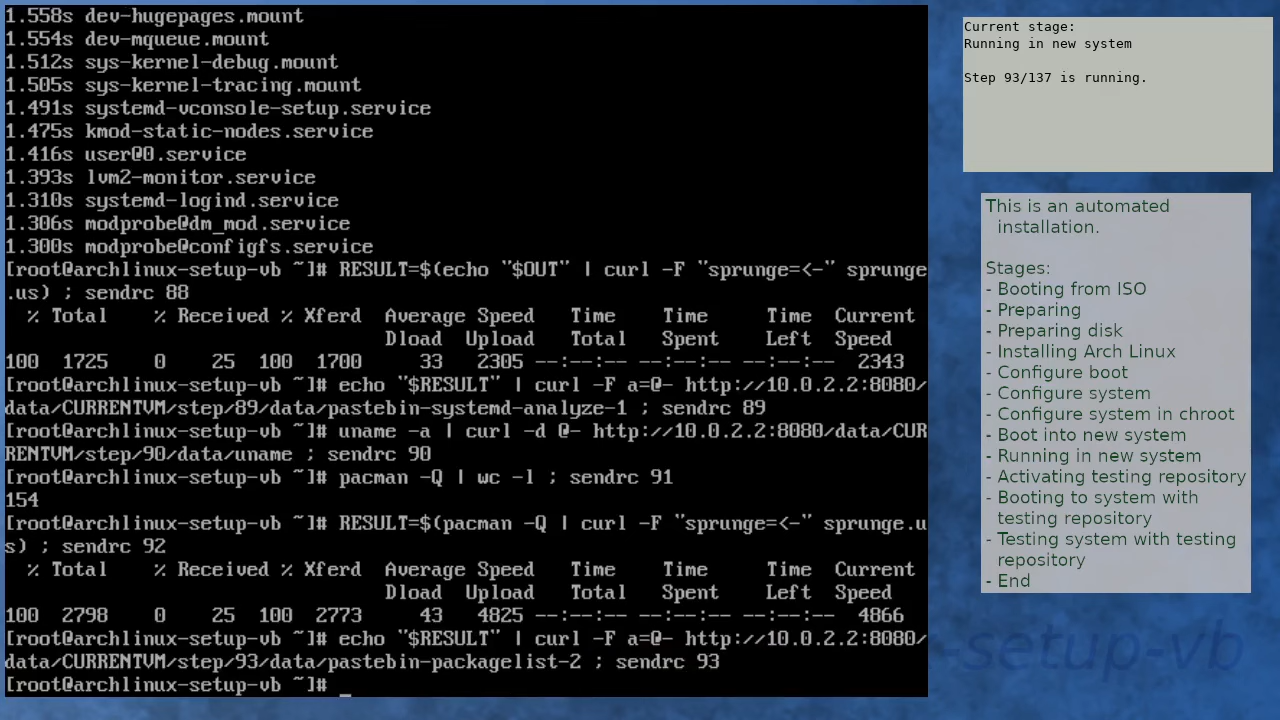 1.558s dev-hugepages.mount
1.554s dev-mqueue.mount
1.512s sys-kernel-debug.mount
1.505s sys-kernel-tracing.mount
1.491s systemd-vconsole-setup.service
1.475s kmod-static-nodes.service
1.416s user@0.service
1.393s lvm2-monitor.service
1.310s systemd-logind.service
1.306s modprobe@dm_mod.service
1.300s modprobe@configfs.service
[root@archlinux-setup-vb ~]# RESULT=$(echo "$OUT" | curl -F "sprunge=<-" sprunge
.us) ; sendrc 88
  % Total    % Received % Xferd  Average Speed   Time    Time     Time  Current
                                 Dload  Upload   Total   Spent    Left  Speed
100  1725    0    25  100  1700     33   2305 --:--:-- --:--:-- --:--:--  2343
[root@archlinux-setup-vb ~]# echo "$RESULT" | curl -F a=@- http://10.0.2.2:8080/
data/CURRENTVM/step/89/data/pastebin-systemd-analyze-1 ; sendrc 89
[root@archlinux-setup-vb ~]# uname -a | curl -d @- http://10.0.2.2:8080/data/CUR
RENTVM/step/90/data/uname ; sendrc 90
[root@archlinux-setup-vb ~]# pacman -Q | wc -l ; sendrc 91
154
[root@archlinux-setup-vb ~]# RESULT=$(pacman -Q | curl -F "sprunge=<-" sprunge.u
s) ; sendrc 92
  % Total    % Received % Xferd  Average Speed   Time    Time     Time  Current
                                 Dload  Upload   Total   Spent    Left  Speed
100  2798    0    25  100  2773     43   4825 --:--:-- --:--:-- --:--:--  4866
[root@archlinux-setup-vb ~]# echo "$RESULT" | curl -F a=@- http://10.0.2.2:8080/
data/CURRENTVM/step/93/data/pastebin-packagelist-2 ; sendrc 93
[root@archlinux-setup-vb ~]# _
Current stage:
Running in new system
Step 93/137 is running.
This is an automated
installation.
Stages:
- Booting from ISO
- Preparing
- Preparing disk
- Installing Arch Linux
- Configure boot
- Configure system
- Configure system in chroot
- Boot into new system
- Running in new system
- Activating testing repository
- Booting to system with
testing repository
- Testing system with testing
repository
- End
-setup-vb